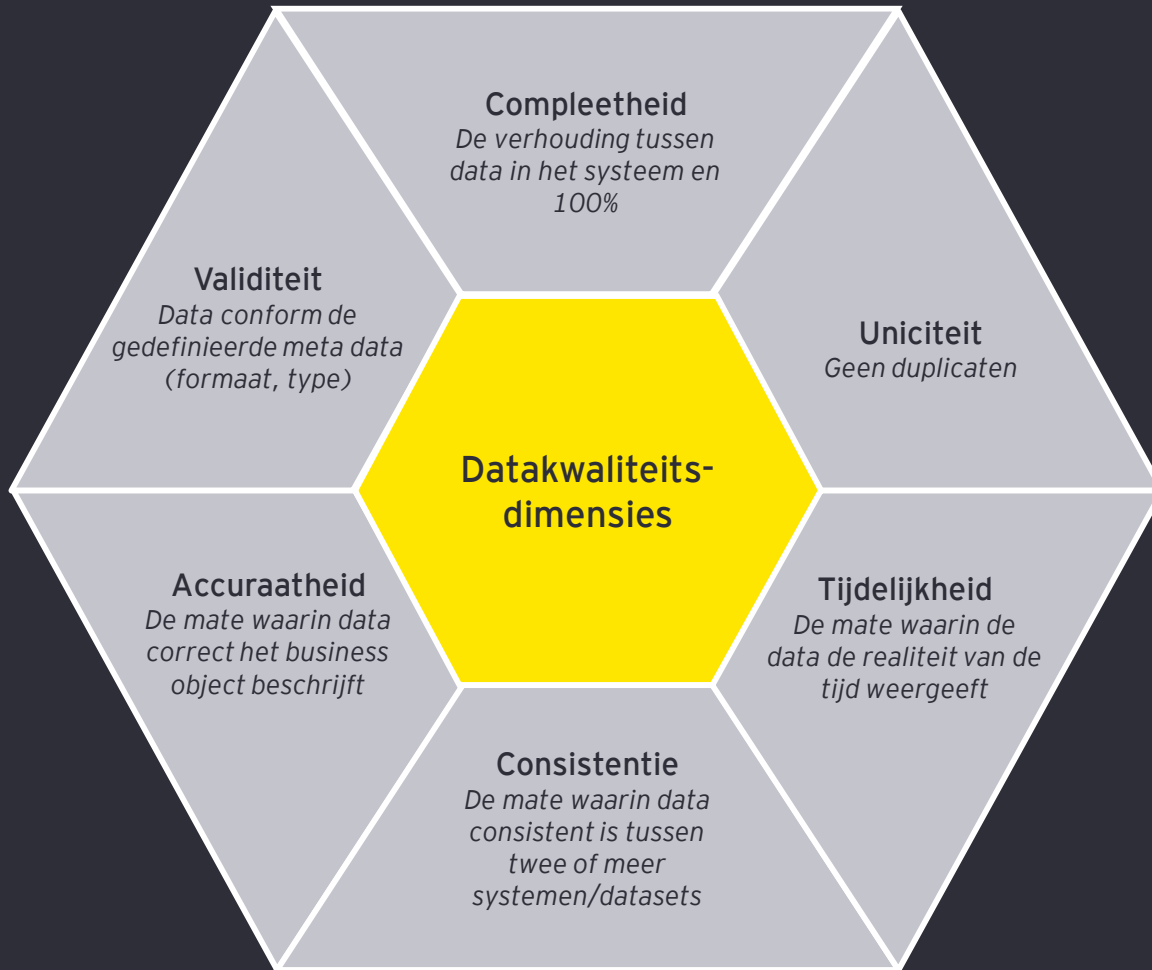 Compleetheid
De verhouding tussen
data in het systeem en
100%
Validiteit
Data conform de
gedefinieerde meta data
(formaat, type)
Uniciteit
Geen duplicaten
Datakwaliteits-
dimensies
Accuraatheid
De mate waarin data
correct het business
object beschrijft
Tijdelijkheid
De mate waarin de
data de realiteit van de
tijd weergeeft
Consistentie
De mate waarin data
consistent is tussen
twee of meer
systemen/datasets